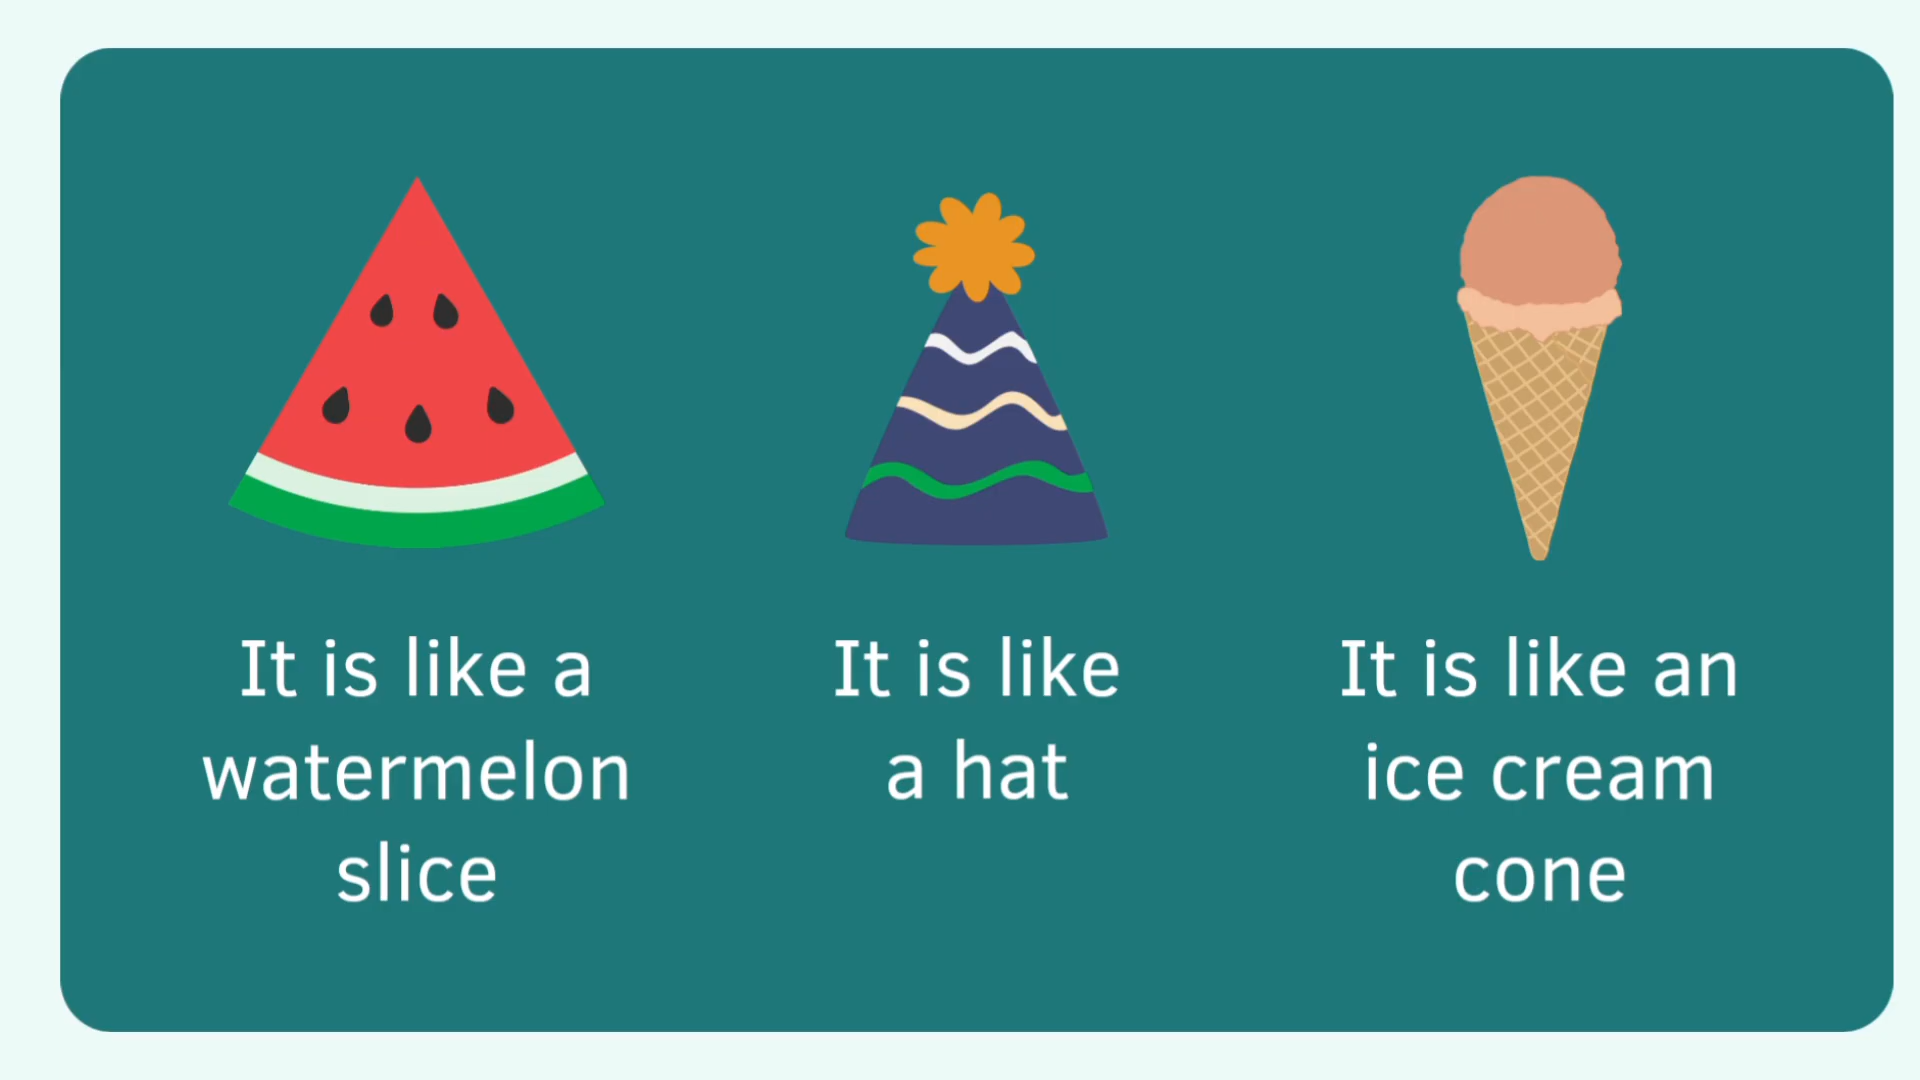 It is like a
watermelon
slice
It is like
a hat
It is like an
ice cream
cone